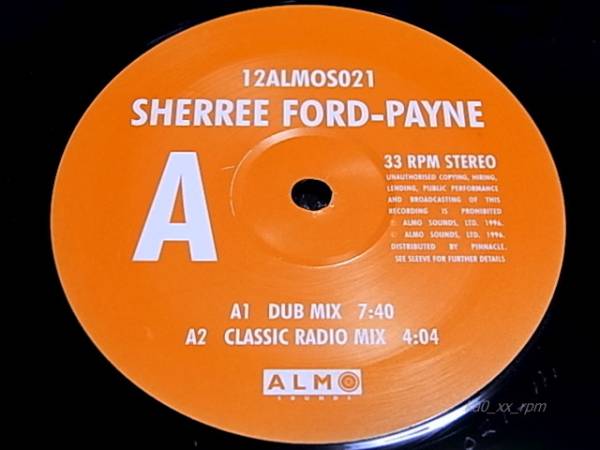 12ALMOS021
SHERREE FORD-PAYNE
A
33 RPM STEREO
UNAUTHORISED COPYING, HIRING,
LENDING, PUBLIC PERFORMANCE
AND BROADCASTING OF THIS
RECORDING IS PROHIBITED
℗ ALMO SOUNDS, LTD. 1996.
© ALMO SOUNDS, LTD. 1996.
DISTRIBUTED BY PINNACLE.
SEE SLEEVE FOR FURTHER DETAILS
A1 DUB MIX 7:40
A2 CLASSIC RADIO MIX 4:04
ALMO
SOUNDS